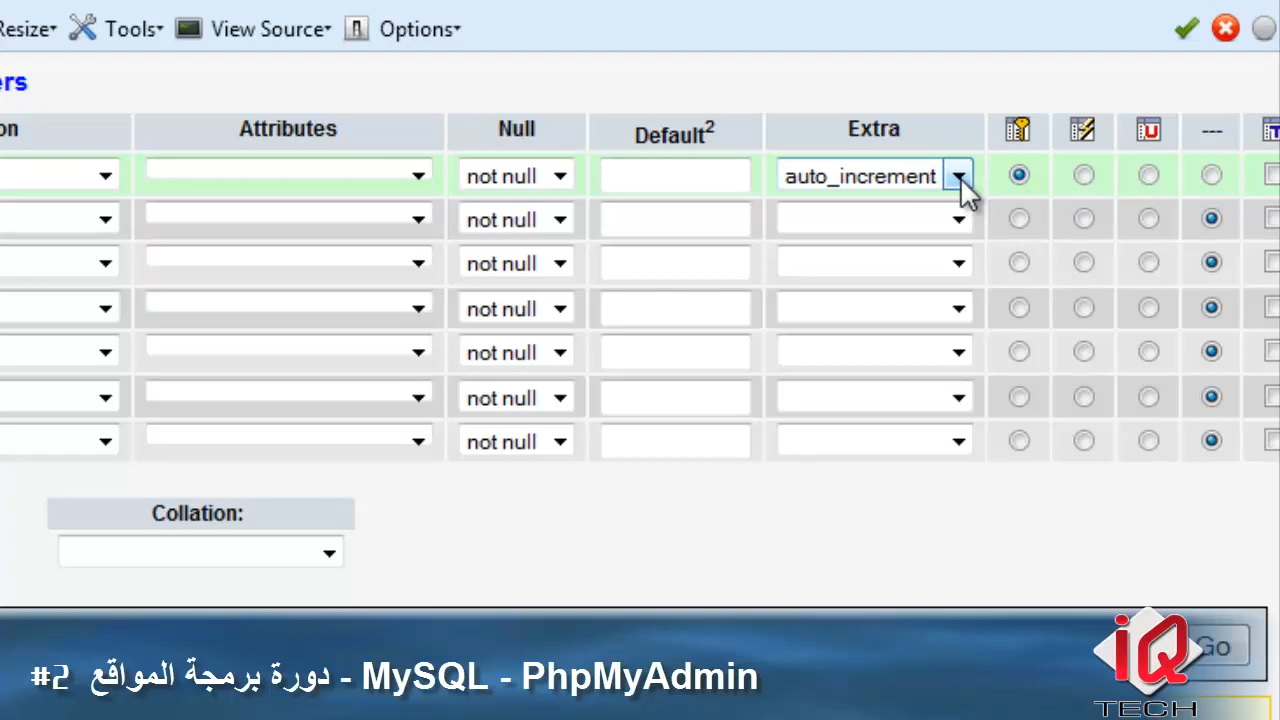 Resize Tools View Source Options
ers
on Attributes Null Default2 Extra ---
not null auto_increment
not null
not null
not null
not null
not null
not null
Collation:
Go
#2 دورة برمجة المواقع - MySQL - PhpMyAdmin
iQ
TECH